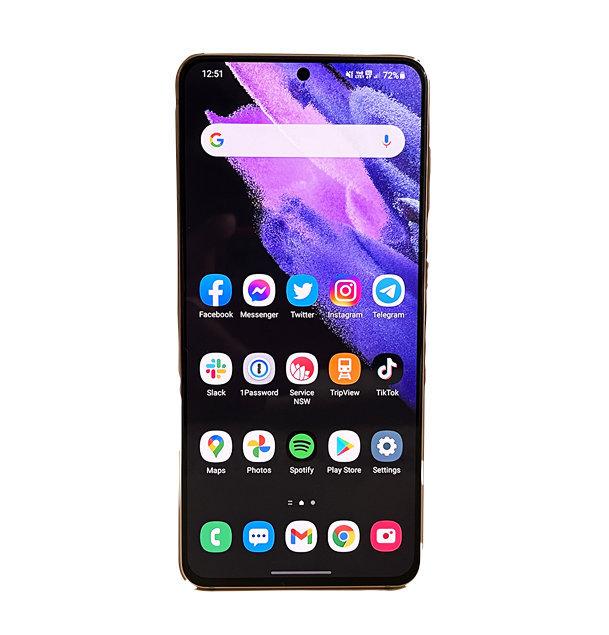 12:51 72%
Facebook Messenger Twitter Instagram Telegram
Slack 1Password Service TripView TikTok
NSW
Maps Photos Spotify Play Store Settings